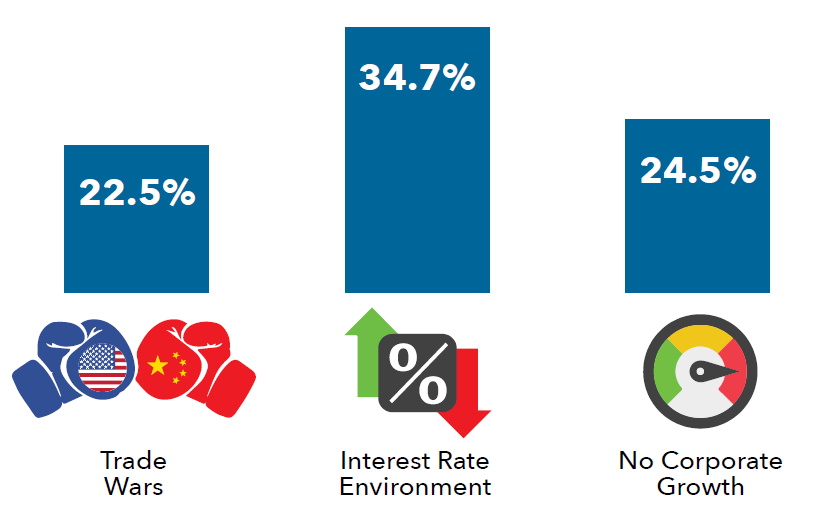 22.5%
34.7%
24.5%
%
Trade
Wars
Interest Rate
Environment
No Corporate
Growth